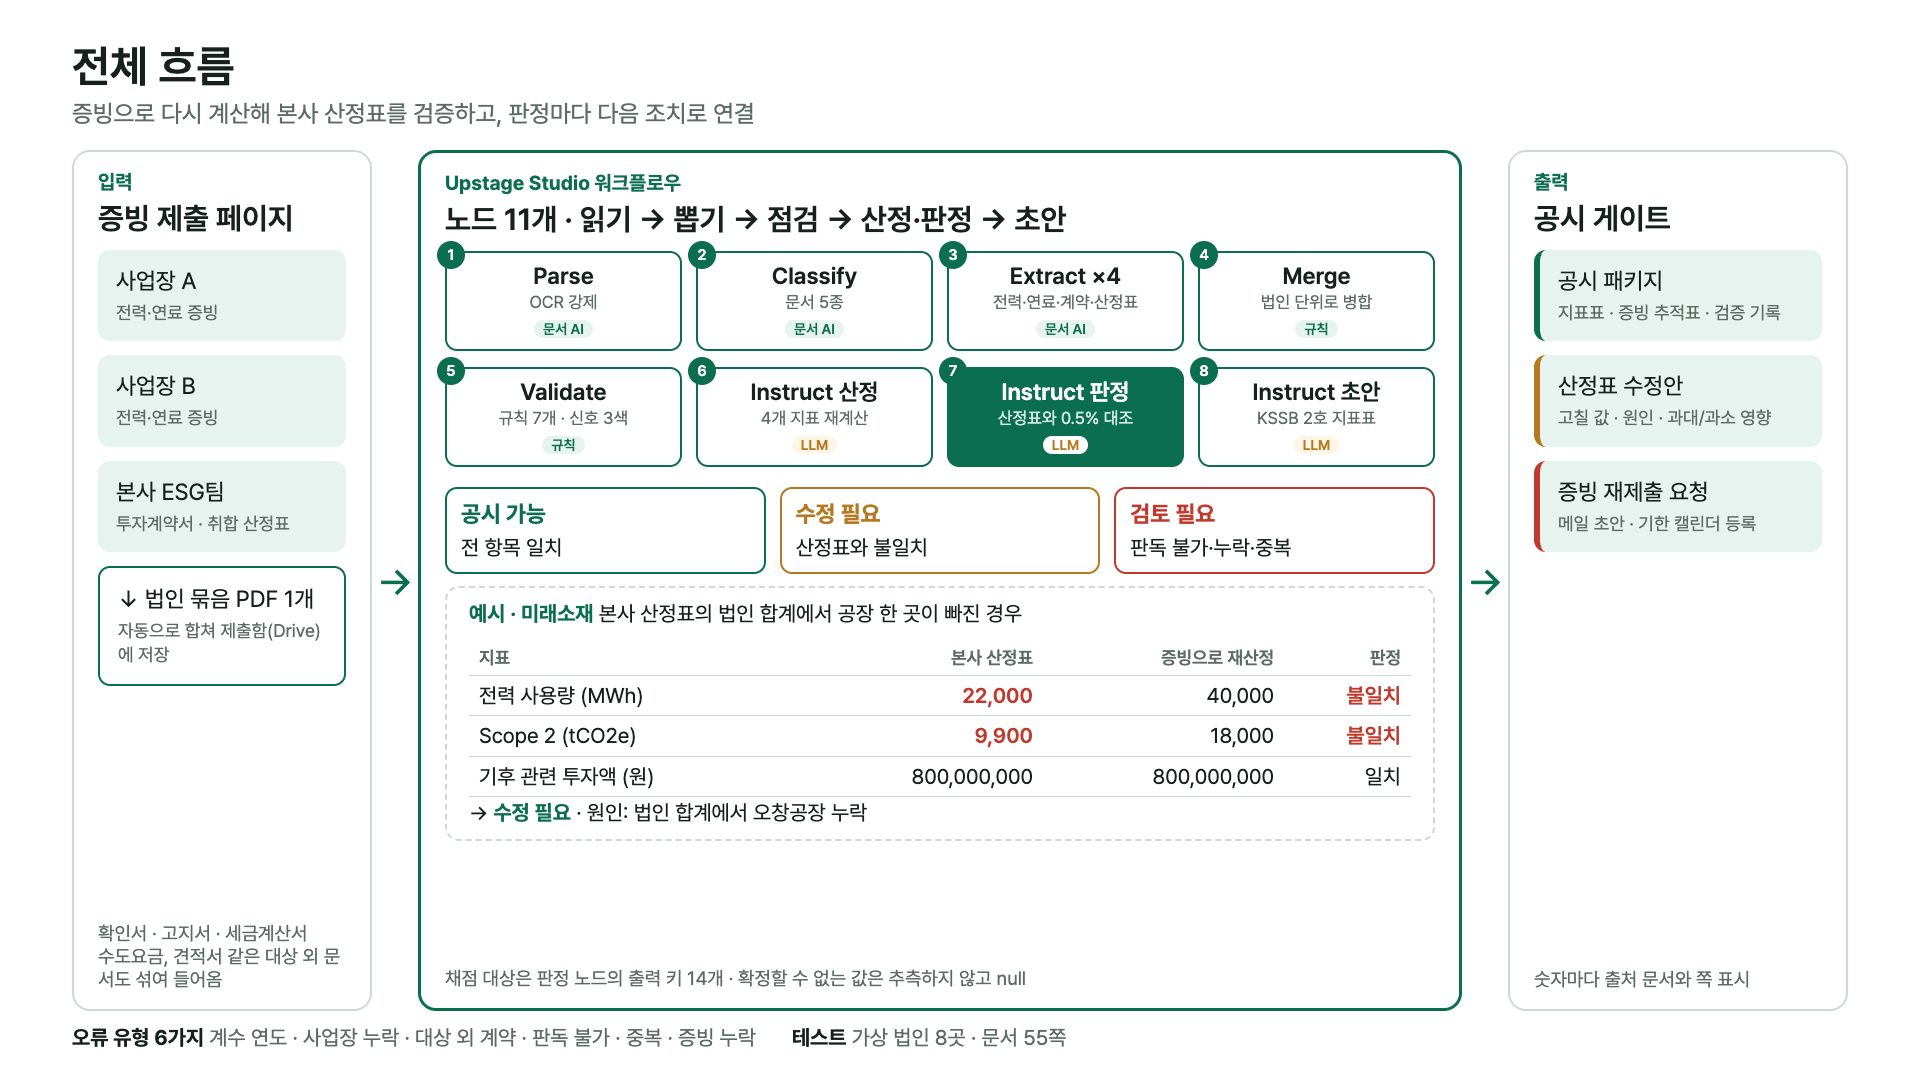 전체 흐름
증빙으로 다시 계산해 본사 산정표를 검증하고, 판정마다 다음 조치로 연결
입력
증빙 제출 페이지
사업장 A
전력·연료 증빙
사업장 B
전력·연료 증빙
본사 ESG팀
투자계약서 · 취합 산정표
↓ 법인 묶음 PDF 1개
자동으로 합쳐 제출함(Drive)
에 저장
확인서 · 고지서 · 세금계산서
수도요금, 견적서 같은 대상 외 문
서도 섞여 들어옴
→
Upstage Studio 워크플로우
노드 11개 · 읽기 → 뽑기 → 점검 → 산정·판정 → 초안
1
Parse
OCR 강제
문서 AI
2
Classify
문서 5종
문서 AI
3
Extract ×4
전력·연료·계약·산정표
문서 AI
4
Merge
법인 단위로 병합
규칙
5
Validate
규칙 7개 · 신호 3색
규칙
6
Instruct 산정
4개 지표 재계산
LLM
7
Instruct 판정
산정표와 0.5% 대조
LLM
8
Instruct 초안
KSSB 2호 지표표
LLM
공시 가능
전 항목 일치
수정 필요
산정표와 불일치
검토 필요
판독 불가·누락·중복
예시 · 미래소재 본사 산정표의 법인 합계에서 공장 한 곳이 빠진 경우
지표 본사 산정표 증빙으로 재산정 판정
전력 사용량 (MWh) 22,000 40,000 불일치
Scope 2 (tCO2e) 9,900 18,000 불일치
기후 관련 투자액 (원) 800,000,000 800,000,000 일치
→ 수정 필요 · 원인: 법인 합계에서 오창공장 누락
채점 대상은 판정 노드의 출력 키 14개 · 확정할 수 없는 값은 추측하지 않고 null
→
출력
공시 게이트
공시 패키지
지표표 · 증빙 추적표 · 검증 기록
산정표 수정안
고칠 값 · 원인 · 과대/과소 영향
증빙 재제출 요청
메일 초안 · 기한 캘린더 등록
숫자마다 출처 문서와 쪽 표시
오류 유형 6가지 계수 연도 · 사업장 누락 · 대상 외 계약 · 판독 불가 · 중복 · 증빙 누락 테스트 가상 법인 8곳 · 문서 55쪽